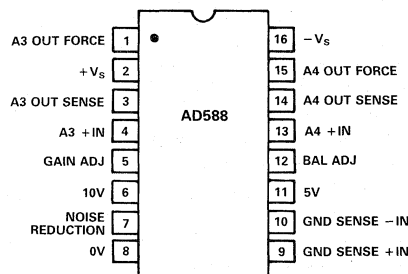 A3 OUT FORCE 1
+VS 2
A3 OUT SENSE 3
A3 +IN 4
GAIN ADJ 5
10V 6
NOISE
REDUCTION 7
0V 8
AD588
16 −VS
15 A4 OUT FORCE
14 A4 OUT SENSE
13 A4 +IN
12 BAL ADJ
11 5V
10 GND SENSE −IN
9 GND SENSE +IN